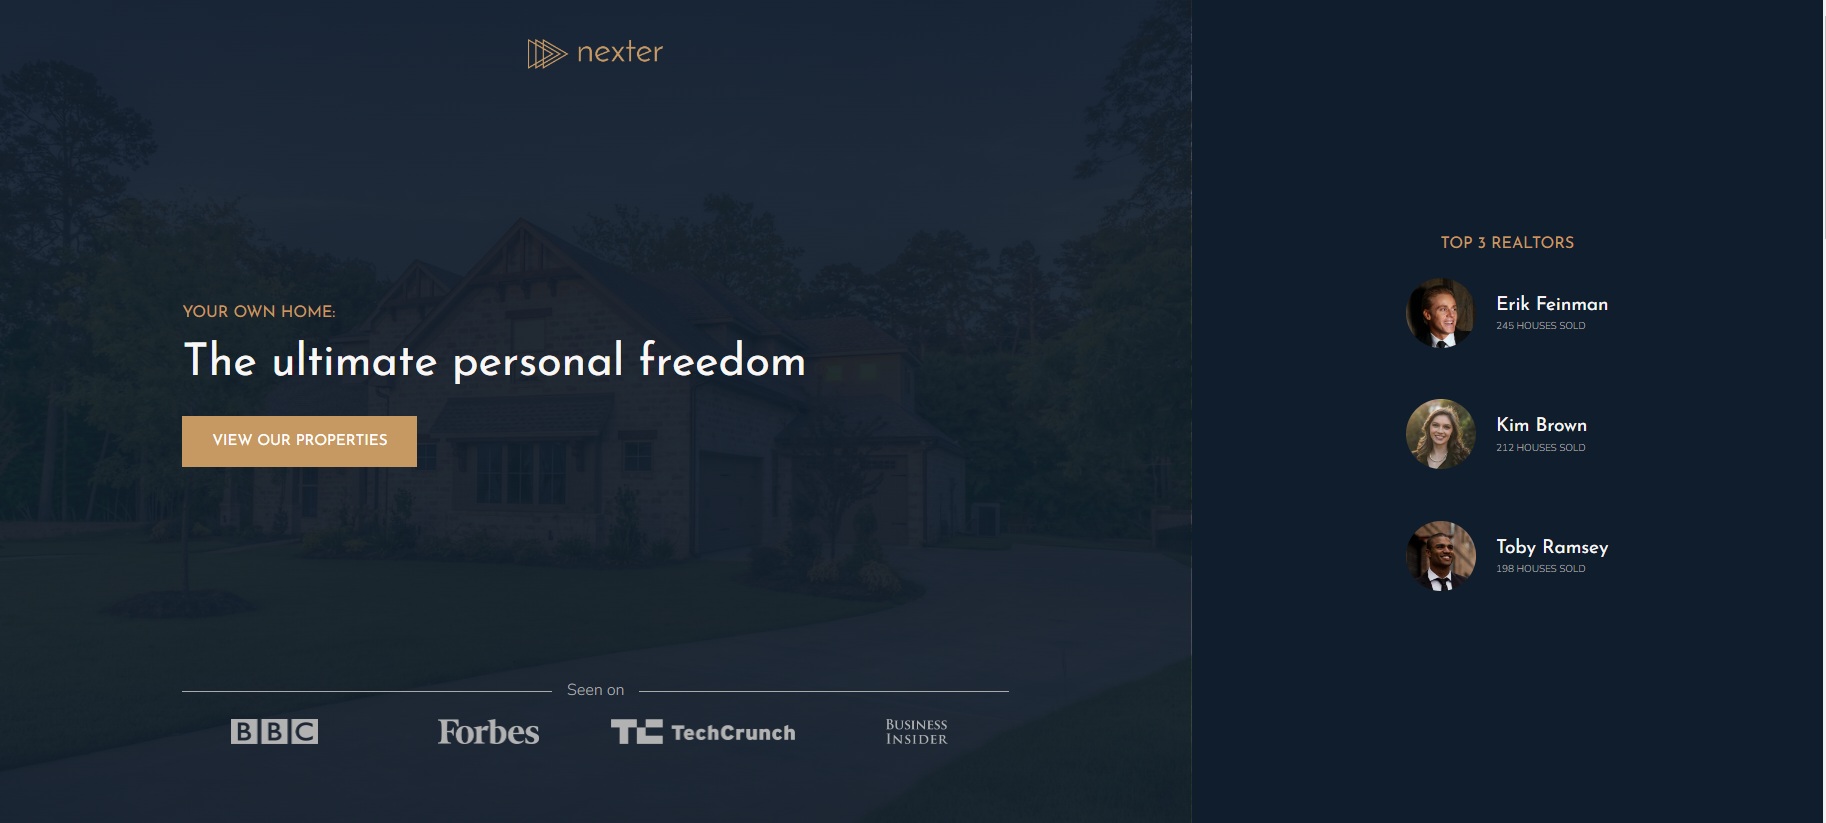 nexter
YOUR OWN HOME:
The ultimate personal freedom
VIEW OUR PROPERTIES
Seen on
BBC
Forbes
TC TechCrunch
BUSINESS
INSIDER
TOP 3 REALTORS
Erik Feinman
245 HOUSES SOLD
Kim Brown
212 HOUSES SOLD
Toby Ramsey
198 HOUSES SOLD